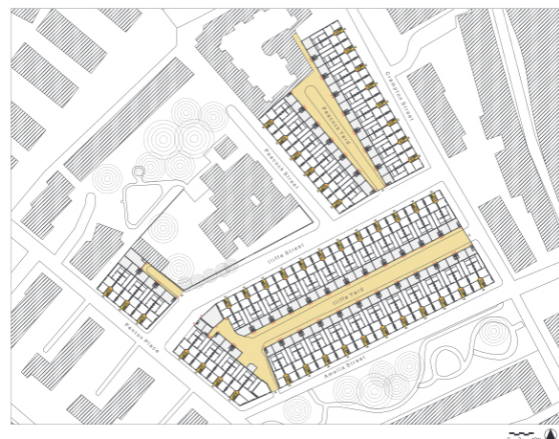 Crampton Street
Peacock Yard
Peacock Street
Iliffe Street
Iliffe Yard
Penton Place
Amelia Street